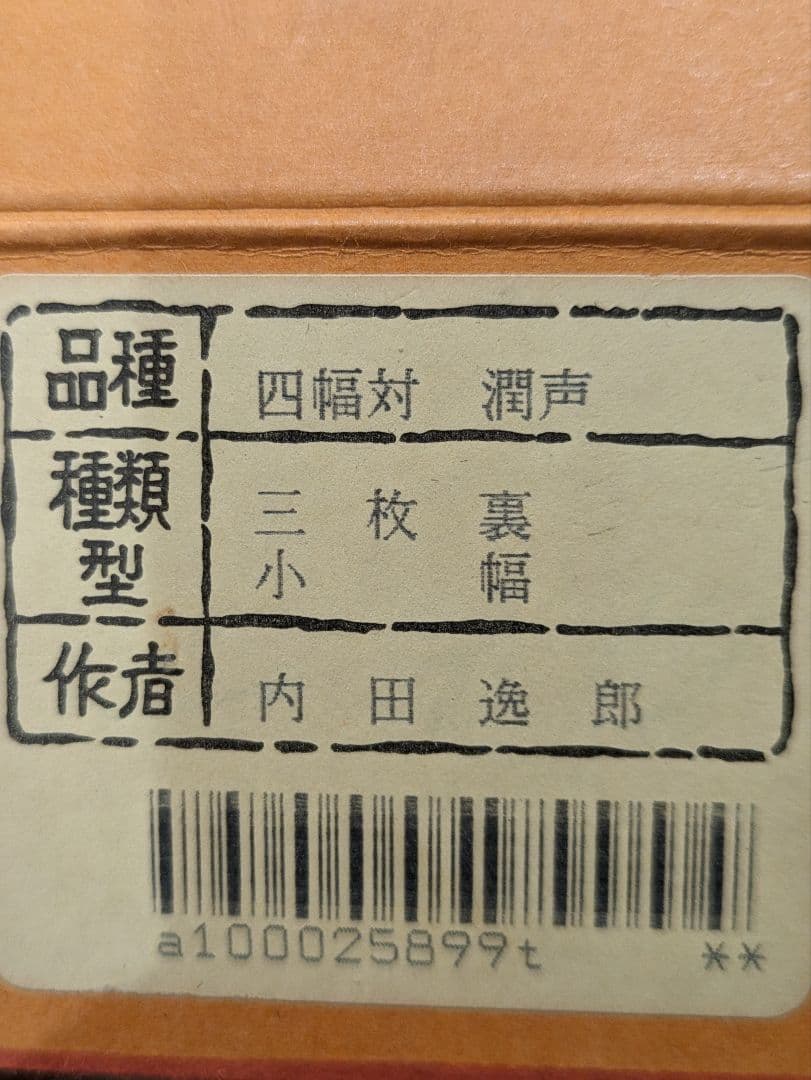 品種 四幅対 潤声
種類 三枚裏
型 小幅
作者 内田逸郎
a100025899t **